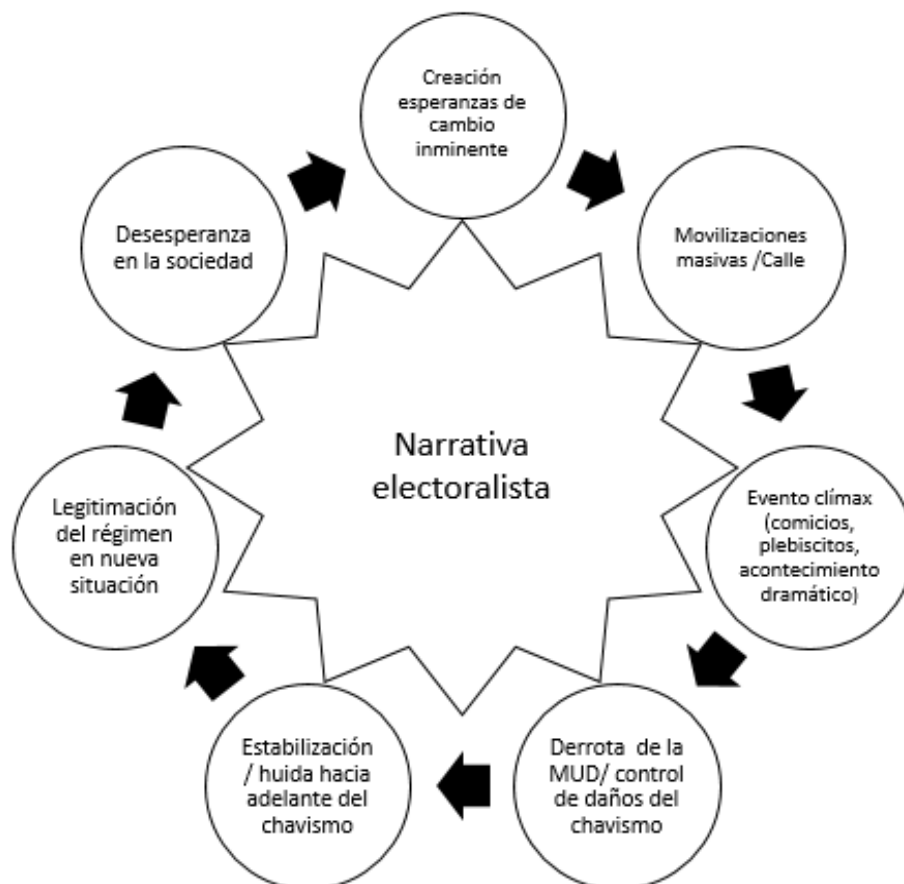 Creación
esperanzas de
cambio
inminente
Movilizaciones
masivas /Calle
Evento clímax
(comicios,
plebiscitos,
acontecimiento
dramático)
Derrota de la
MUD/ control
de daños del
chavismo
Estabilización
/ huida hacia
adelante del
chavismo
Legitimación
del régimen
en nueva
situación
Desesperanza
en la sociedad
Narrativa
electoralista